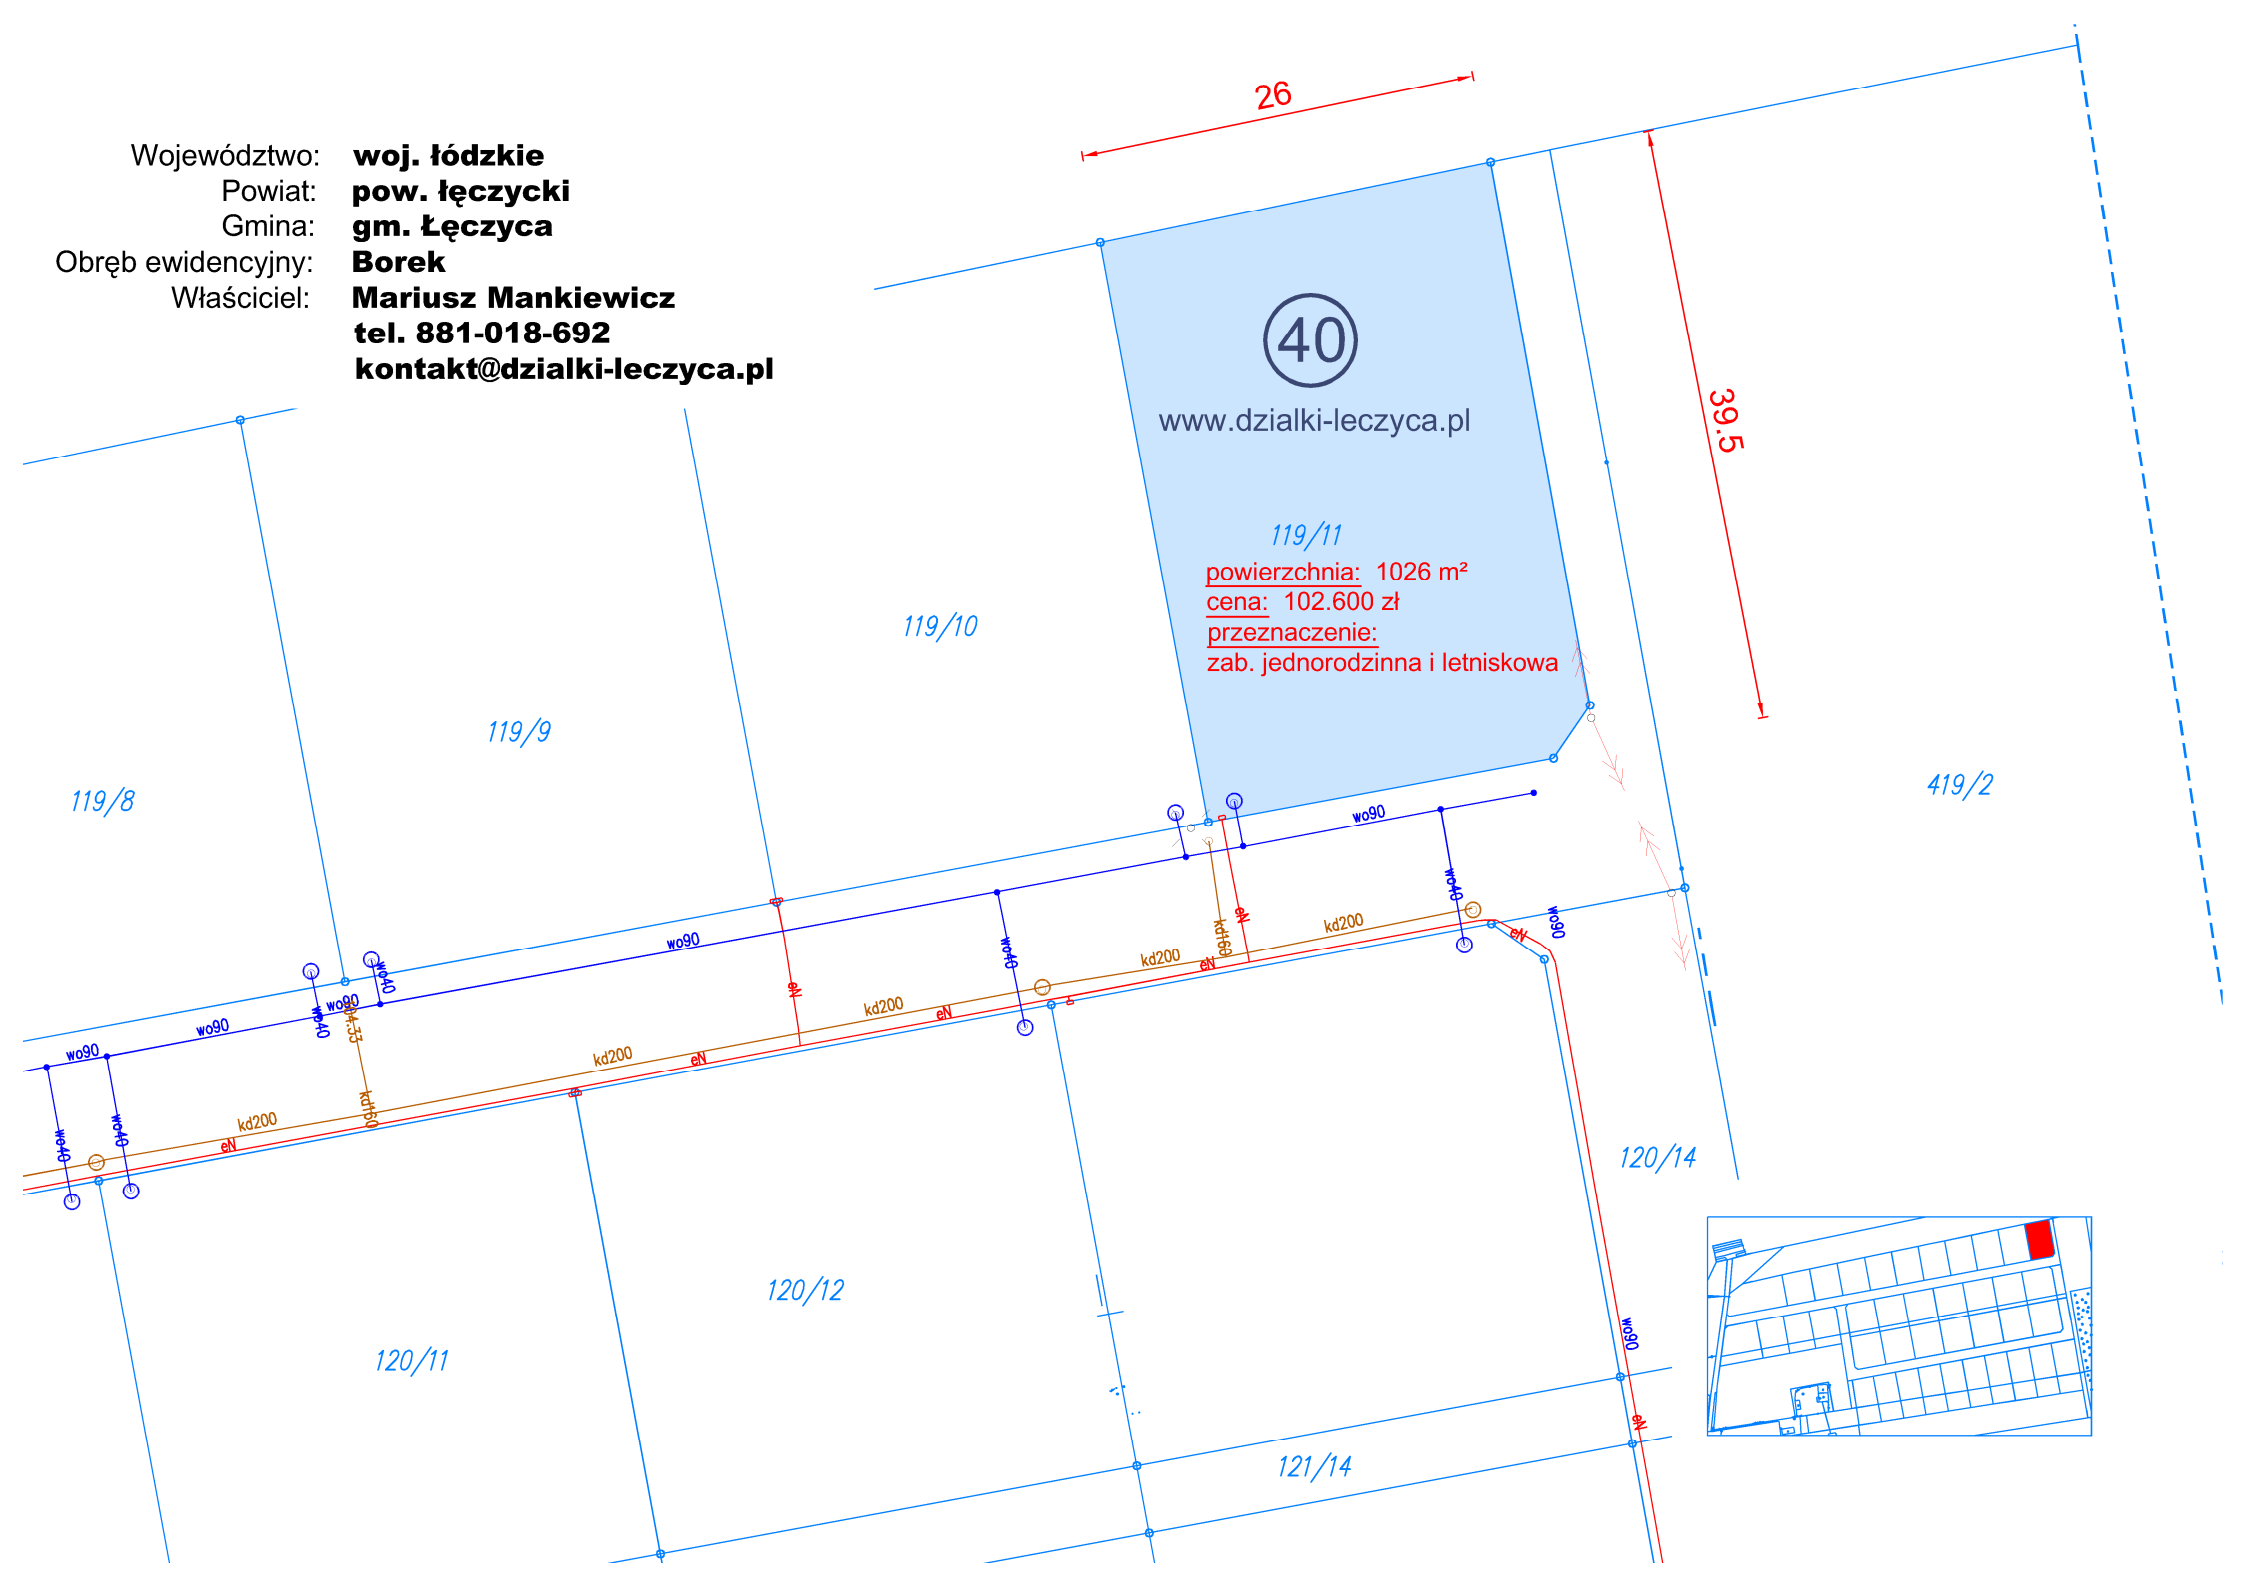 26
Województwo: woj. łódzkie
Powiat: pow. łęczycki
Gmina: gm. Łęczyca
Obręb ewidencyjny: Borek
Właściciel: Mariusz Mankiewicz
tel. 881-018-692
kontakt@dzialki-leczyca.pl
40
www.dzialki-leczyca.pl
39.5
119/11
powierzchnia: 1026 m²
cena: 102.600 zł
przeznaczenie:
zab. jednorodzinna i letniskowa
119/10
119/9
119/8
419/2
wo90
wo40
wo90
eN
kd160
kd200
eN
wo90
wo40
kd200
eN
wo40
wo90
wo40
eN
kd200
eN
wo90
wo90
kd200
eN
kd160
wo40
wo40
kd200
eN
120/14
120/12
120/11
wo90
eN
121/14